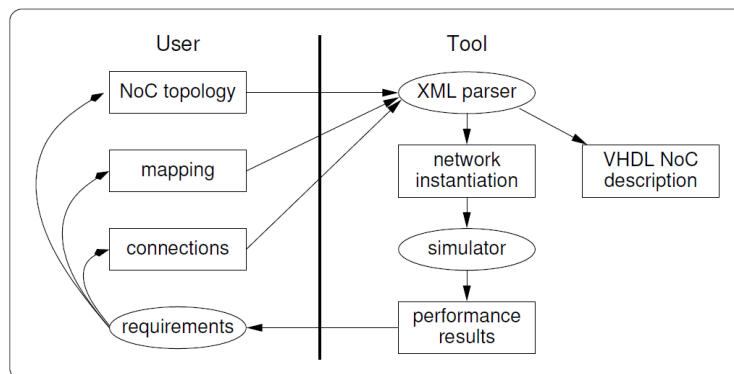 User
Tool
NoC topology
XML parser
mapping
network
instantiation
VHDL NoC
description
connections
simulator
requirements
performance
results